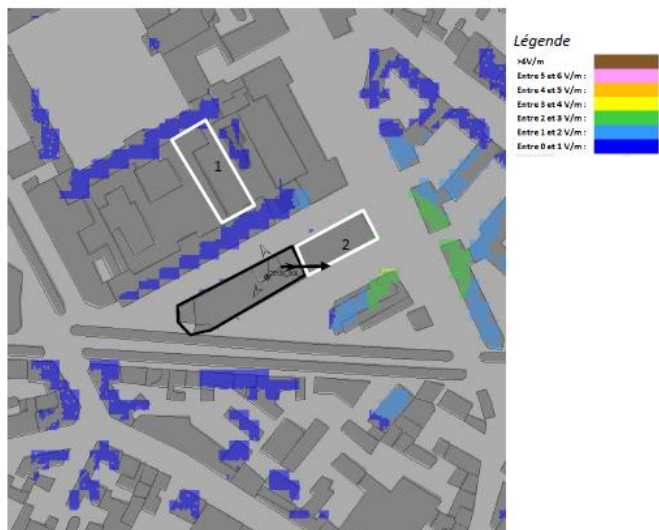 Légende
>6V/m
Entre 5 et 6 V/m :
Entre 4 et 5 V/m :
Entre 3 et 4 V/m :
Entre 2 et 3 V/m :
Entre 1 et 2 V/m :
Entre 0 et 1 V/m :
1
2